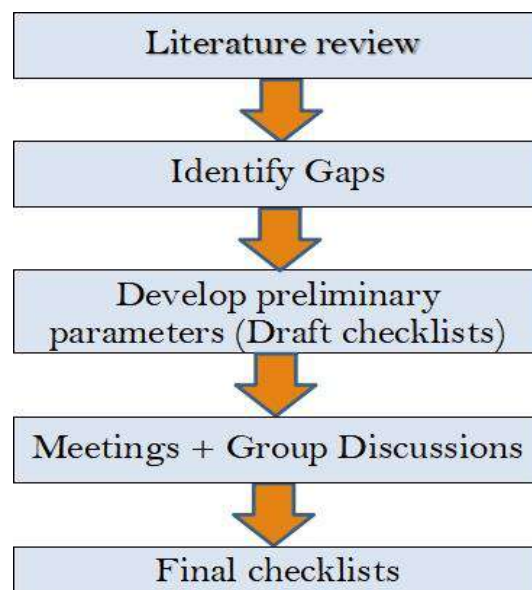 Literature review
Identify Gaps
Develop preliminary
parameters (Draft checklists)
Meetings + Group Discussions
Final checklists